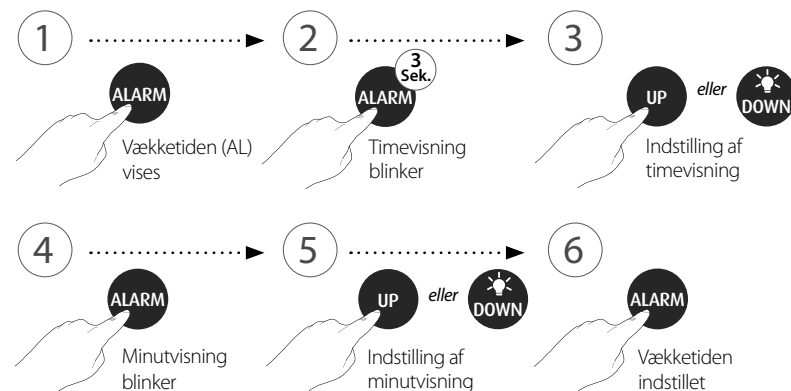 1
ALARM
Vækketiden (AL)
vises
2
3
Sek.
ALARM
Timevisning
blinker
3
UP
eller
DOWN
Indstilling af
timevisning
4
ALARM
Minutvisning
blinker
5
UP
eller
DOWN
Indstilling af
minutvisning
6
ALARM
Vækketiden
indstillet